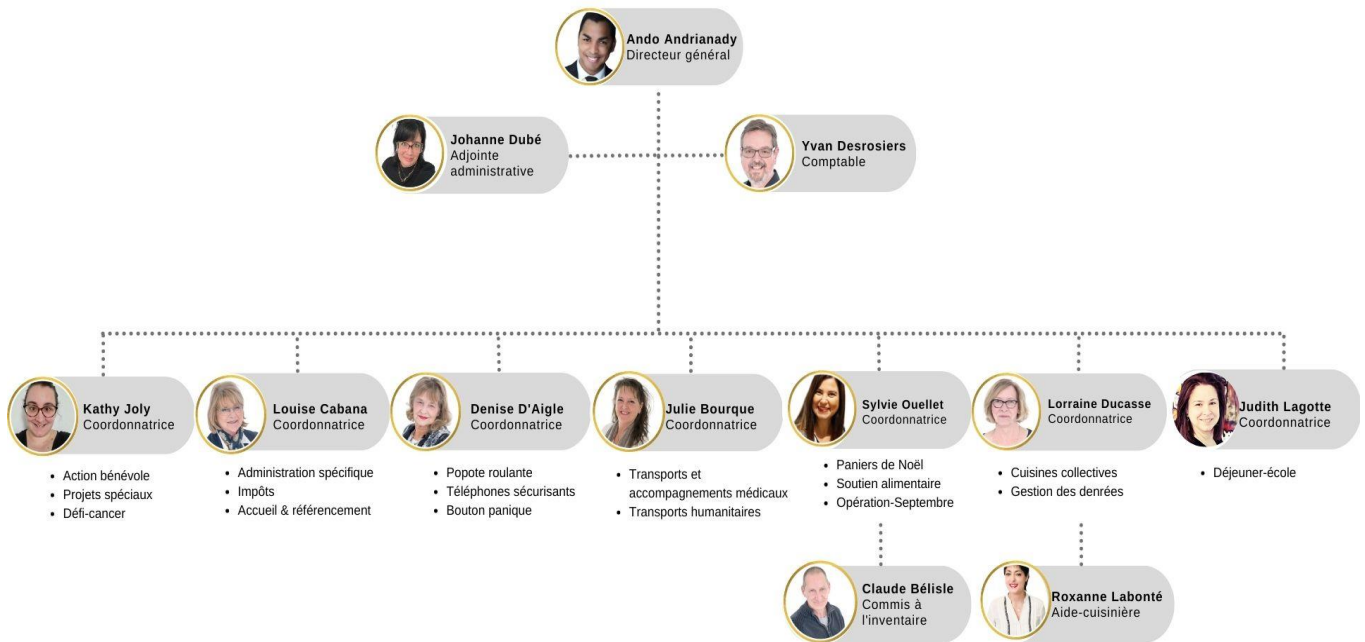 Ando Andrianady
Directeur général
Johanne Dubé
Adjointe
administrative
Yvan Desrosiers
Comptable
Kathy Joly
Coordonnatrice
• Action bénévole
• Projets spéciaux
• Défi-cancer
Louise Cabana
Coordonnatrice
• Administration spécifique
• Impôts
• Accueil & référencement
Denise D'Aigle
Coordonnatrice
• Popote roulante
• Téléphones sécurisants
• Bouton panique
Julie Bourque
Coordonnatrice
• Transports et
accompagnements médicaux
• Transports humanitaires
Sylvie Ouellet
Coordonnatrice
• Paniers de Noël
• Soutien alimentaire
• Opération-Septembre
Lorraine Ducasse
Coordonnatrice
• Cuisines collectives
• Gestion des denrées
Judith Lagotte
Coordonnatrice
• Déjeuner-école
Claude Bélisle
Commis à
l'inventaire
Roxanne Labonté
Aide-cuisinière